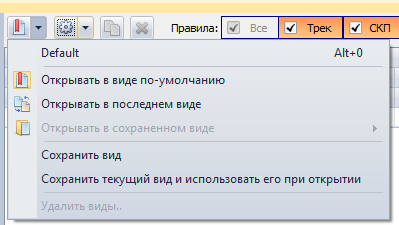 Правила: Все Трек СКП
Default Alt+0
Открывать в виде по-умолчанию
Открывать в последнем виде
Открывать в сохраненном виде
Сохранить вид
Сохранить текущий вид и использовать его при открытии
Удалить виды..